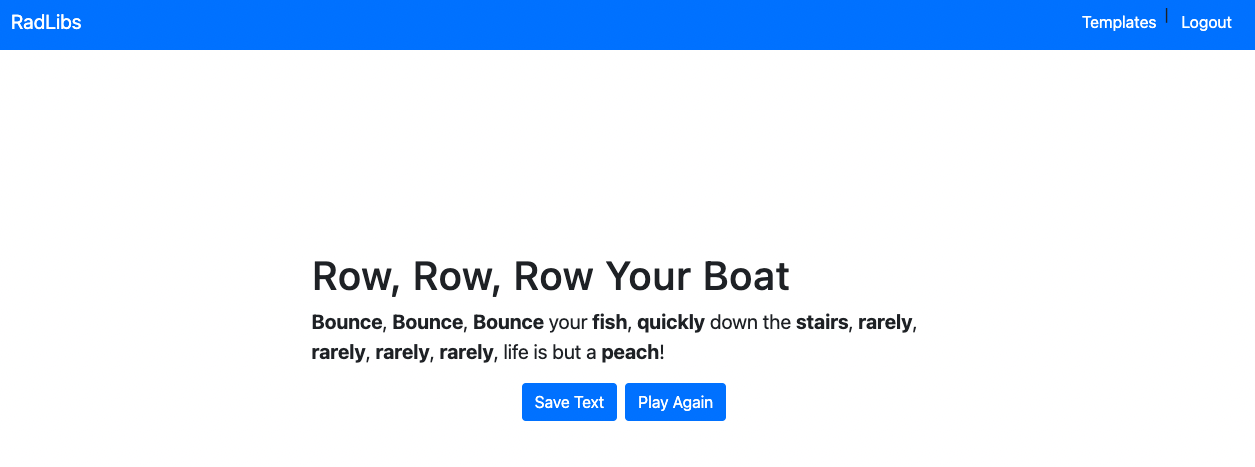 RadLibs
Templates | Logout
Row, Row, Row Your Boat
Bounce, Bounce, Bounce your fish, quickly down the stairs, rarely,
rarely, rarely, rarely, life is but a peach!
Save Text Play Again